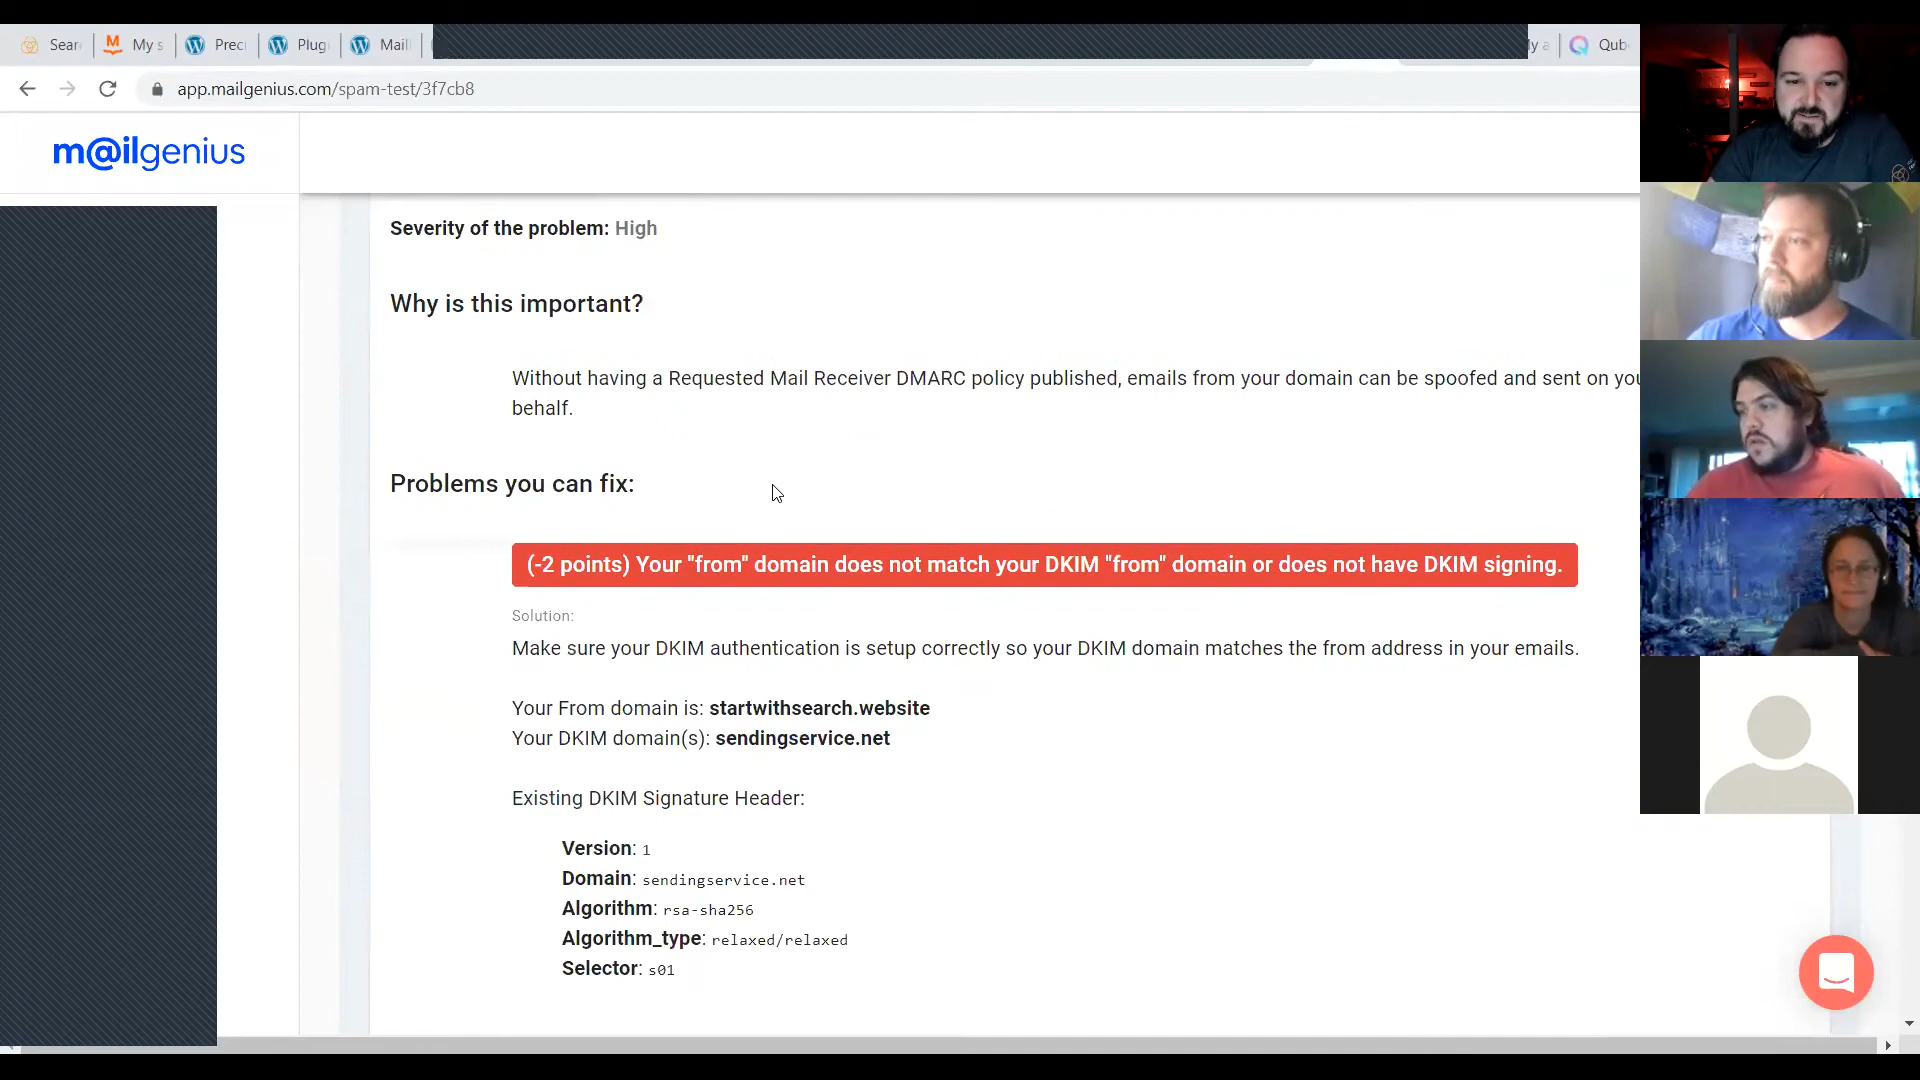 Sear
My s
Prec
Plug
Mail
ly a
Qub
app.mailgenius.com/spam-test/3f7cb8
m@ilgenius
Severity of the problem: High
Why is this important?
Without having a Requested Mail Receiver DMARC policy published, emails from your domain can be spoofed and sent on you
behalf.
Problems you can fix:
(-2 points) Your "from" domain does not match your DKIM "from" domain or does not have DKIM signing.
Solution:
Make sure your DKIM authentication is setup correctly so your DKIM domain matches the from address in your emails.
Your From domain is: startwithsearch.website
Your DKIM domain(s): sendingservice.net
Existing DKIM Signature Header:
Version: 1
Domain: sendingservice.net
Algorithm: rsa-sha256
Algorithm_type: relaxed/relaxed
Selector: s01